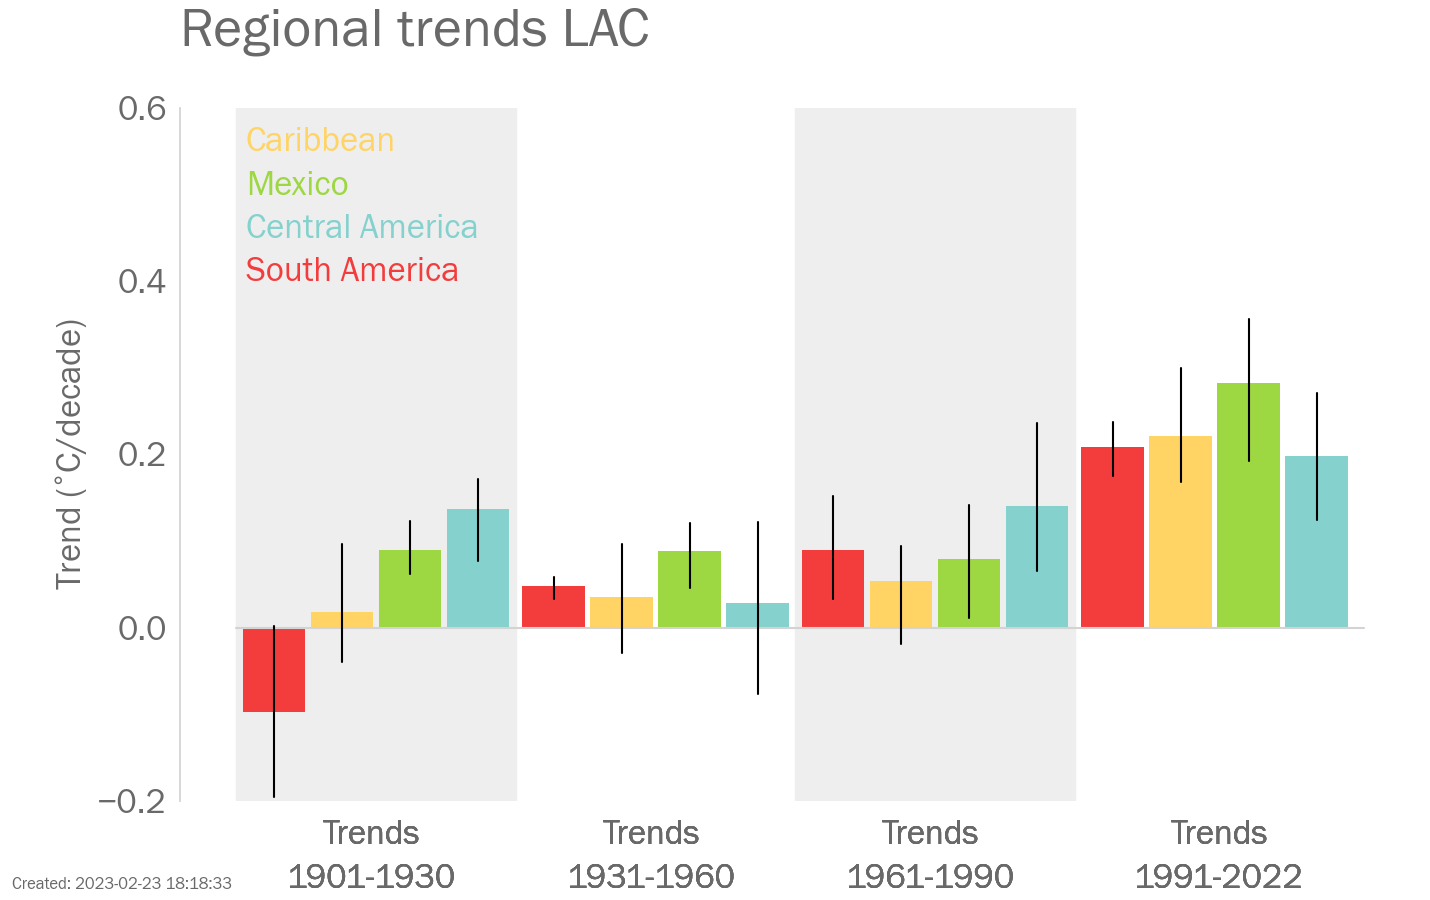 Regional trends LAC
0.6
Caribbean
Mexico
Central America
South America
0.4
0.2
0.0
−0.2
Trend (˚C/decade)
Trends
1901-1930
Trends
1931-1960
Trends
1961-1990
Trends
1991-2022
Created: 2023-02-23 18:18:33